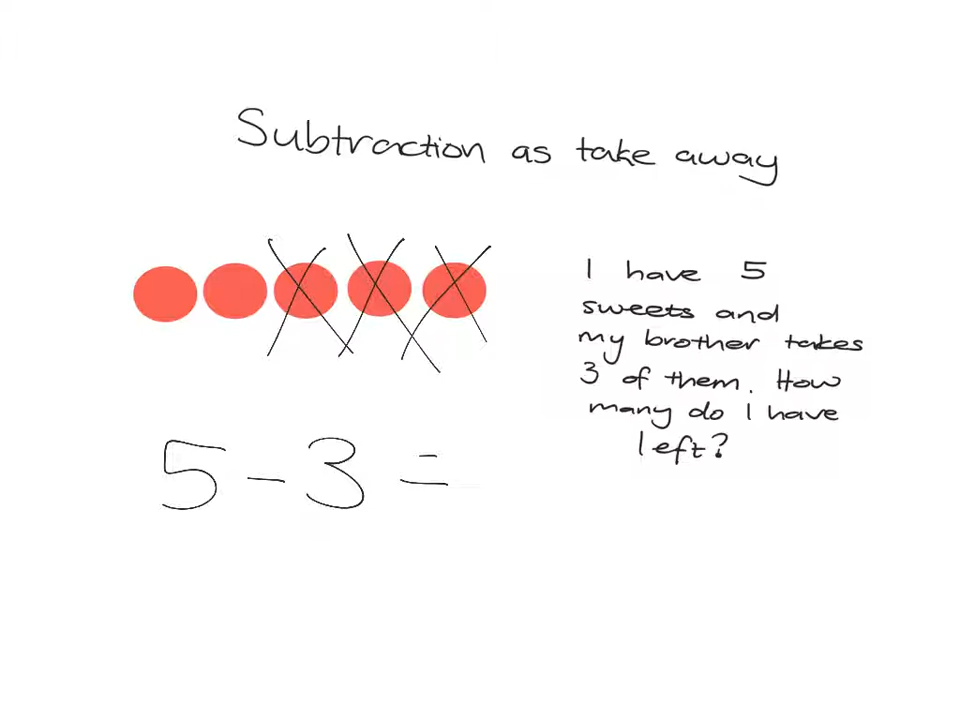 Subtraction as take away
I have 5
sweets and
my brother takes
3 of them. How
many do I have
left?
5 - 3 =